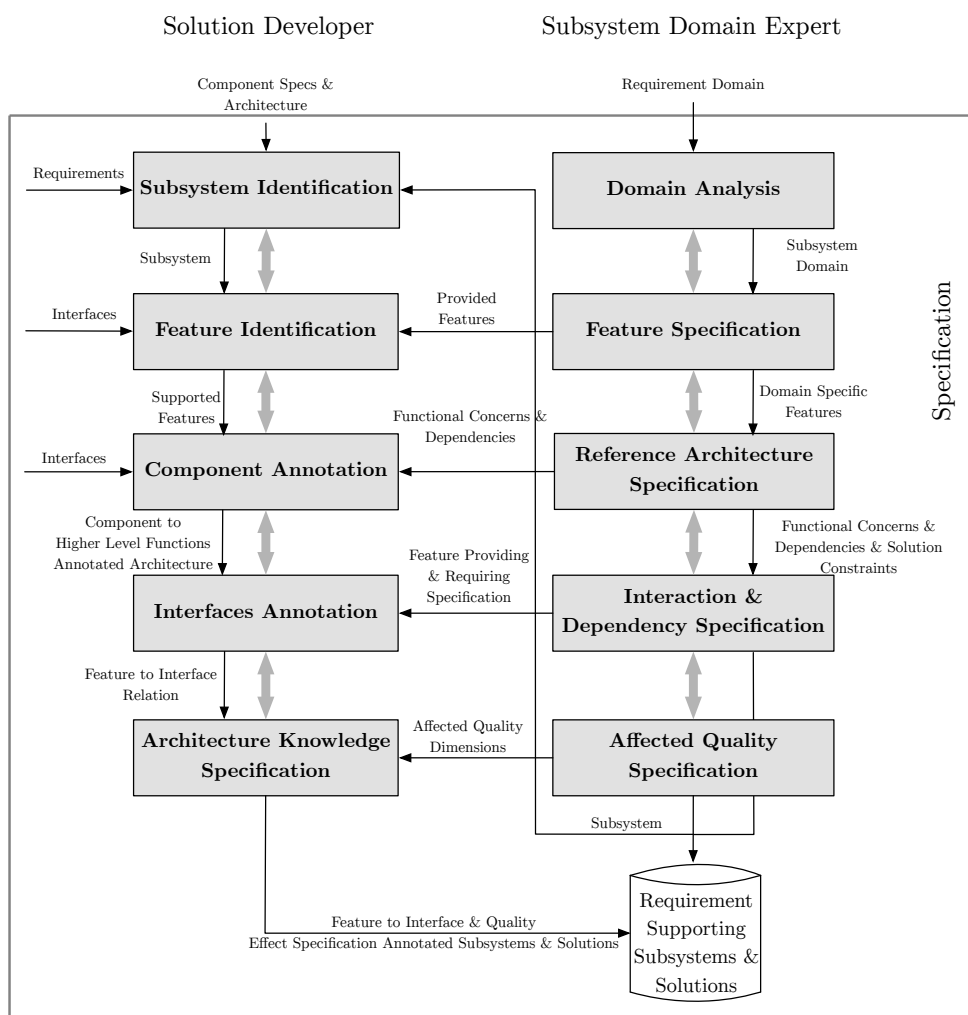 Solution Developer
Subsystem Domain Expert
Component Specs &
Architecture
Requirement Domain
Requirements
Subsystem Identification
Domain Analysis
Subsystem
Subsystem
Domain
Interfaces
Feature Identification
Provided
Features
Feature Specification
Specification
Supported
Features
Functional Concerns &
Dependencies
Domain Specific
Features
Interfaces
Component Annotation
Reference Architecture
Specification
Component to
Higher Level Functions
Annotated Architecture
Feature Providing
& Requiring
Specification
Functional Concerns &
Dependencies & Solution
Constraints
Interfaces Annotation
Interaction &
Dependency Specification
Feature to Interface
Relation
Architecture Knowledge
Specification
Affected Quality
Dimensions
Affected Quality
Specification
Subsystem
Feature to Interface & Quality
Effect Specification Annotated Subsystems & Solutions
Requirement
Supporting
Subsystems &
Solutions